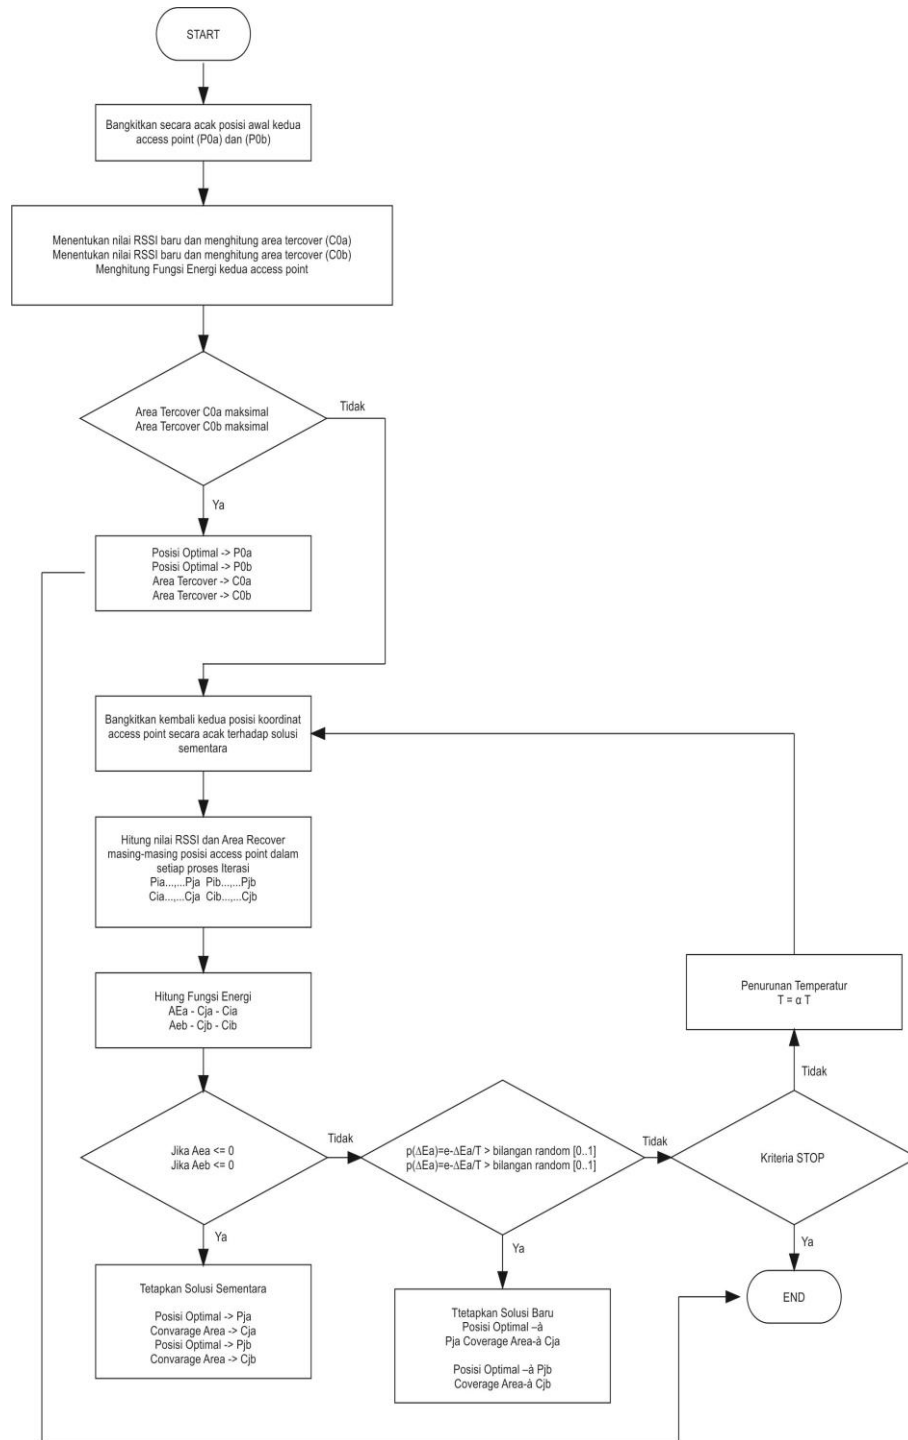 START
Bangkitkan secara acak posisi awal kedua
access point (P0a) dan (P0b)
Menentukan nilai RSSI baru dan menghitung area tercover (C0a)
Menentukan nilai RSSI baru dan menghitung area tercover (C0b)
Menghitung Fungsi Energi kedua access point
Area Tercover C0a maksimal
Area Tercover C0b maksimal
Tidak
Ya
Posisi Optimal -> P0a
Posisi Optimal -> P0b
Area Tercover -> C0a
Area Tercover -> C0b
Bangkitkan kembali kedua posisi koordinat
access point secara acak terhadap solusi
sementara
Hitung nilai RSSI dan Area Recover
masing-masing posisi access point dalam
setiap proses Iterasi
Pia...,...Pja Pib...,...Pjb
Cia...,...Cja Cib...,...Cjb
Hitung Fungsi Energi
AEa - Cja - Cia
Aeb - Cjb - Cib
Jika Aea <= 0
Jika Aeb <= 0
Tidak
Ya
Tetapkan Solusi Sementara
Posisi Optimal -> Pja
Convarage Area -> Cja
Posisi Optimal -> Pjb
Convarage Area -> Cjb
p(∆Ea)=e-∆Ea/T > bilangan random [0..1]
p(∆Ea)=e-∆Ea/T > bilangan random [0..1]
Tidak
Ya
Ttetapkan Solusi Baru
Posisi Optimal –à
Pja Coverage Area-à Cja
Posisi Optimal –à Pjb
Coverage Area-à Cjb
Kriteria STOP
Tidak
Penurunan Temperatur
T = α T
Ya
END